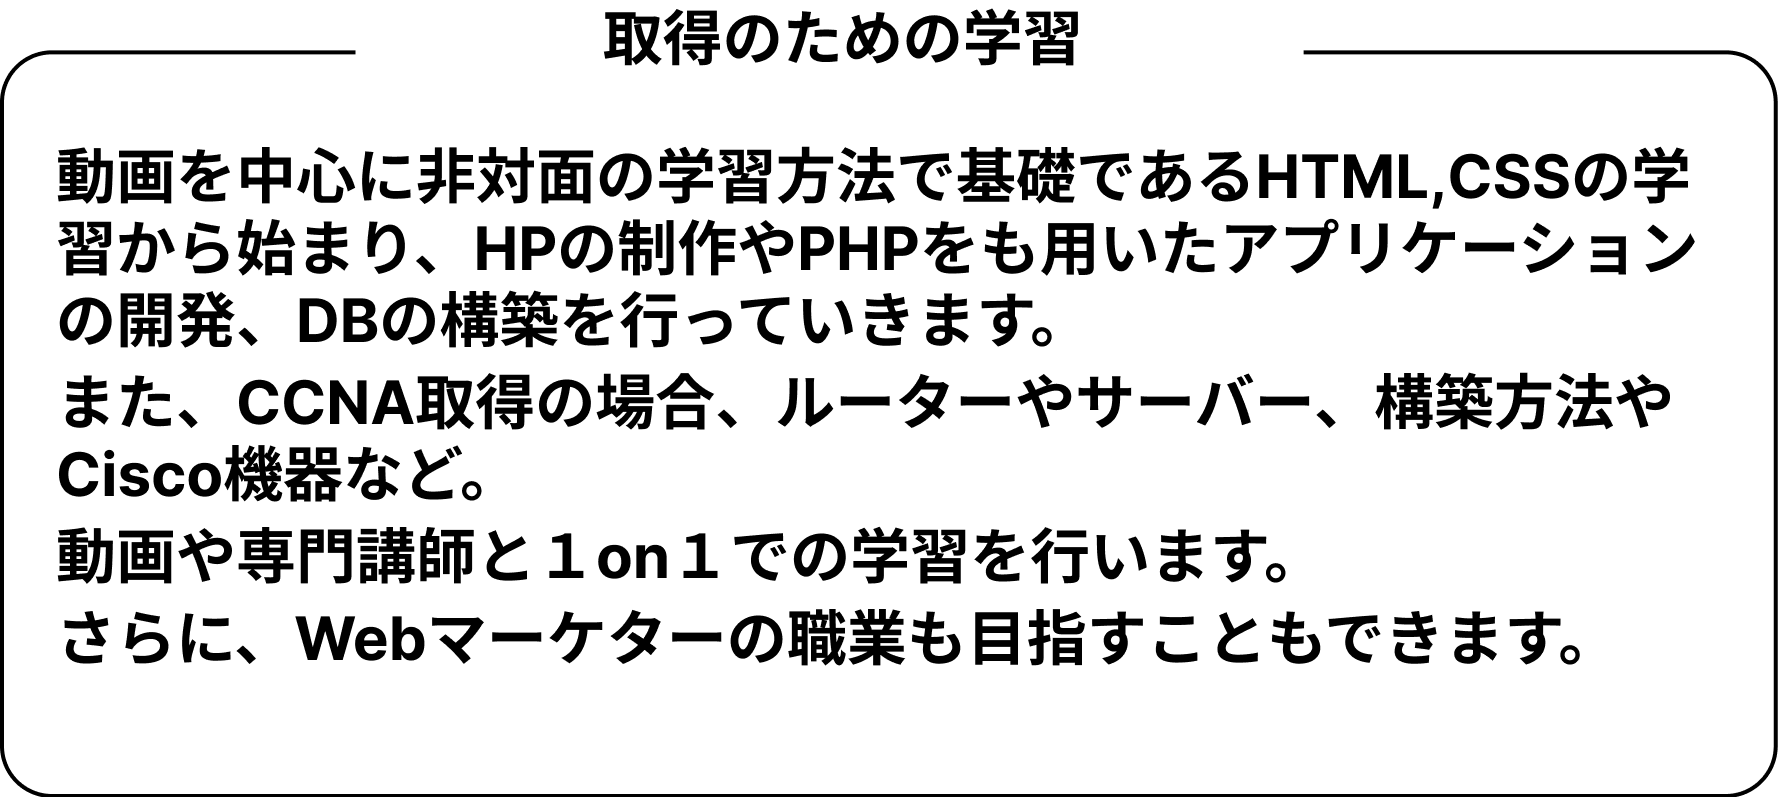 取得のための学習
動画を中心に非対面の学習方法で基礎であるHTML,CSSの学
習から始まり、HPの制作やPHPをも用いたアプリケーション
の開発、DBの構築を行っていきます。
また、CCNA取得の場合、ルーターやサーバー、構築方法や
Cisco機器など。
動画や専門講師と１on１での学習を行います。
さらに、Webマーケターの職業も目指すこともできます。